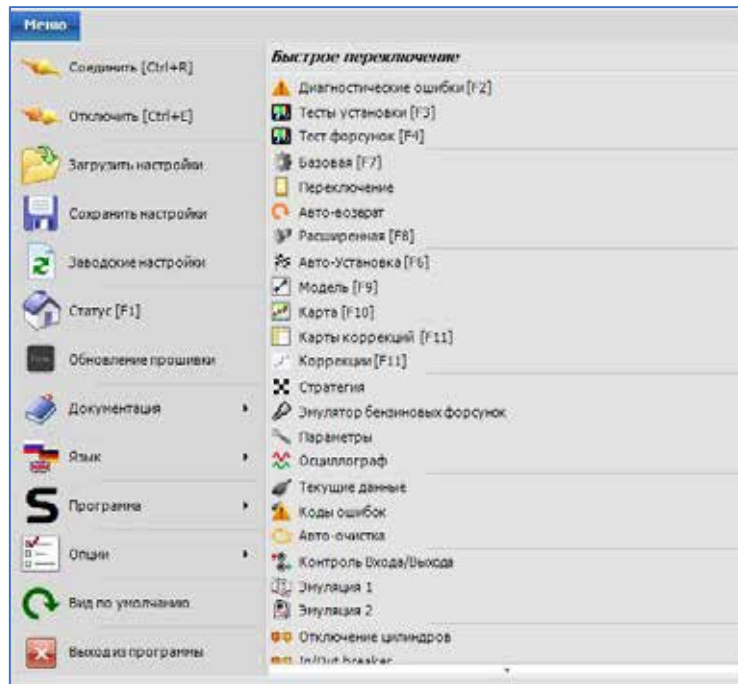 Меню
Соединить [Ctrl+R]
Отключить [Ctrl+E]
Загрузить настройки
Сохранить настройки
Заводские настройки
Статус [F1]
Обновление прошивки
Документация
Язык
Программа
Опции
Вид по умолчанию
Выход из программы
Быстрое переключение
Диагностические ошибки [F2]
Тесты установки [F3]
Тест форсунок [F4]
Базовая [F7]
Переключение
Авто-возврат
Расширенная [F8]
Авто-Установка [F6]
Модель [F9]
Карта [F10]
Карты коррекций [F11]
Коррекции [F11]
Стратегия
Эмулятор бензиновых форсунок
Параметры
Осциллограф
Текущие данные
Коды ошибок
Авто-очистка
Контроль Входа/Выхода
Эмуляция 1
Эмуляция 2
Отключение цилиндров
In/Out breaker